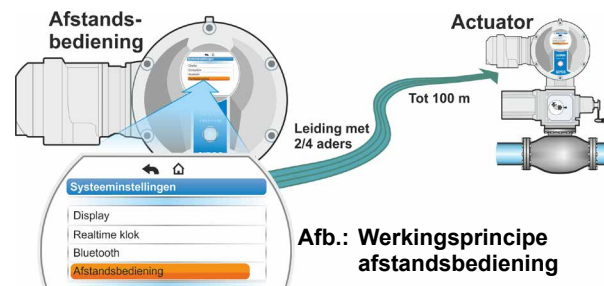 Afstands-
bediening
Actuator
Tot 100 m
Leiding met
2/4 aders
Systeeminstellingen
Display
Realtime klok
Bluetooth
Afstandsbediening
Afb.: Werkingsprincipe
afstandsbediening